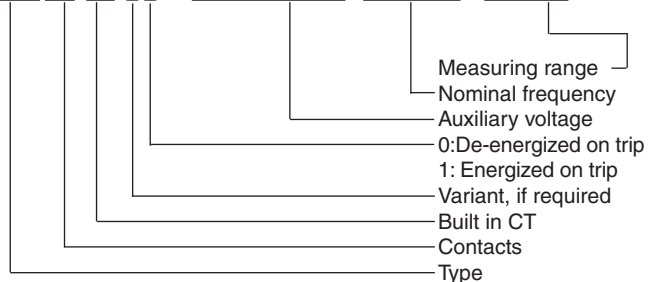 Measuring range
Nominal frequency
Auxiliary voltage
0:De-energized on trip
1: Energized on trip
Variant, if required
Built in CT
Contacts
Type